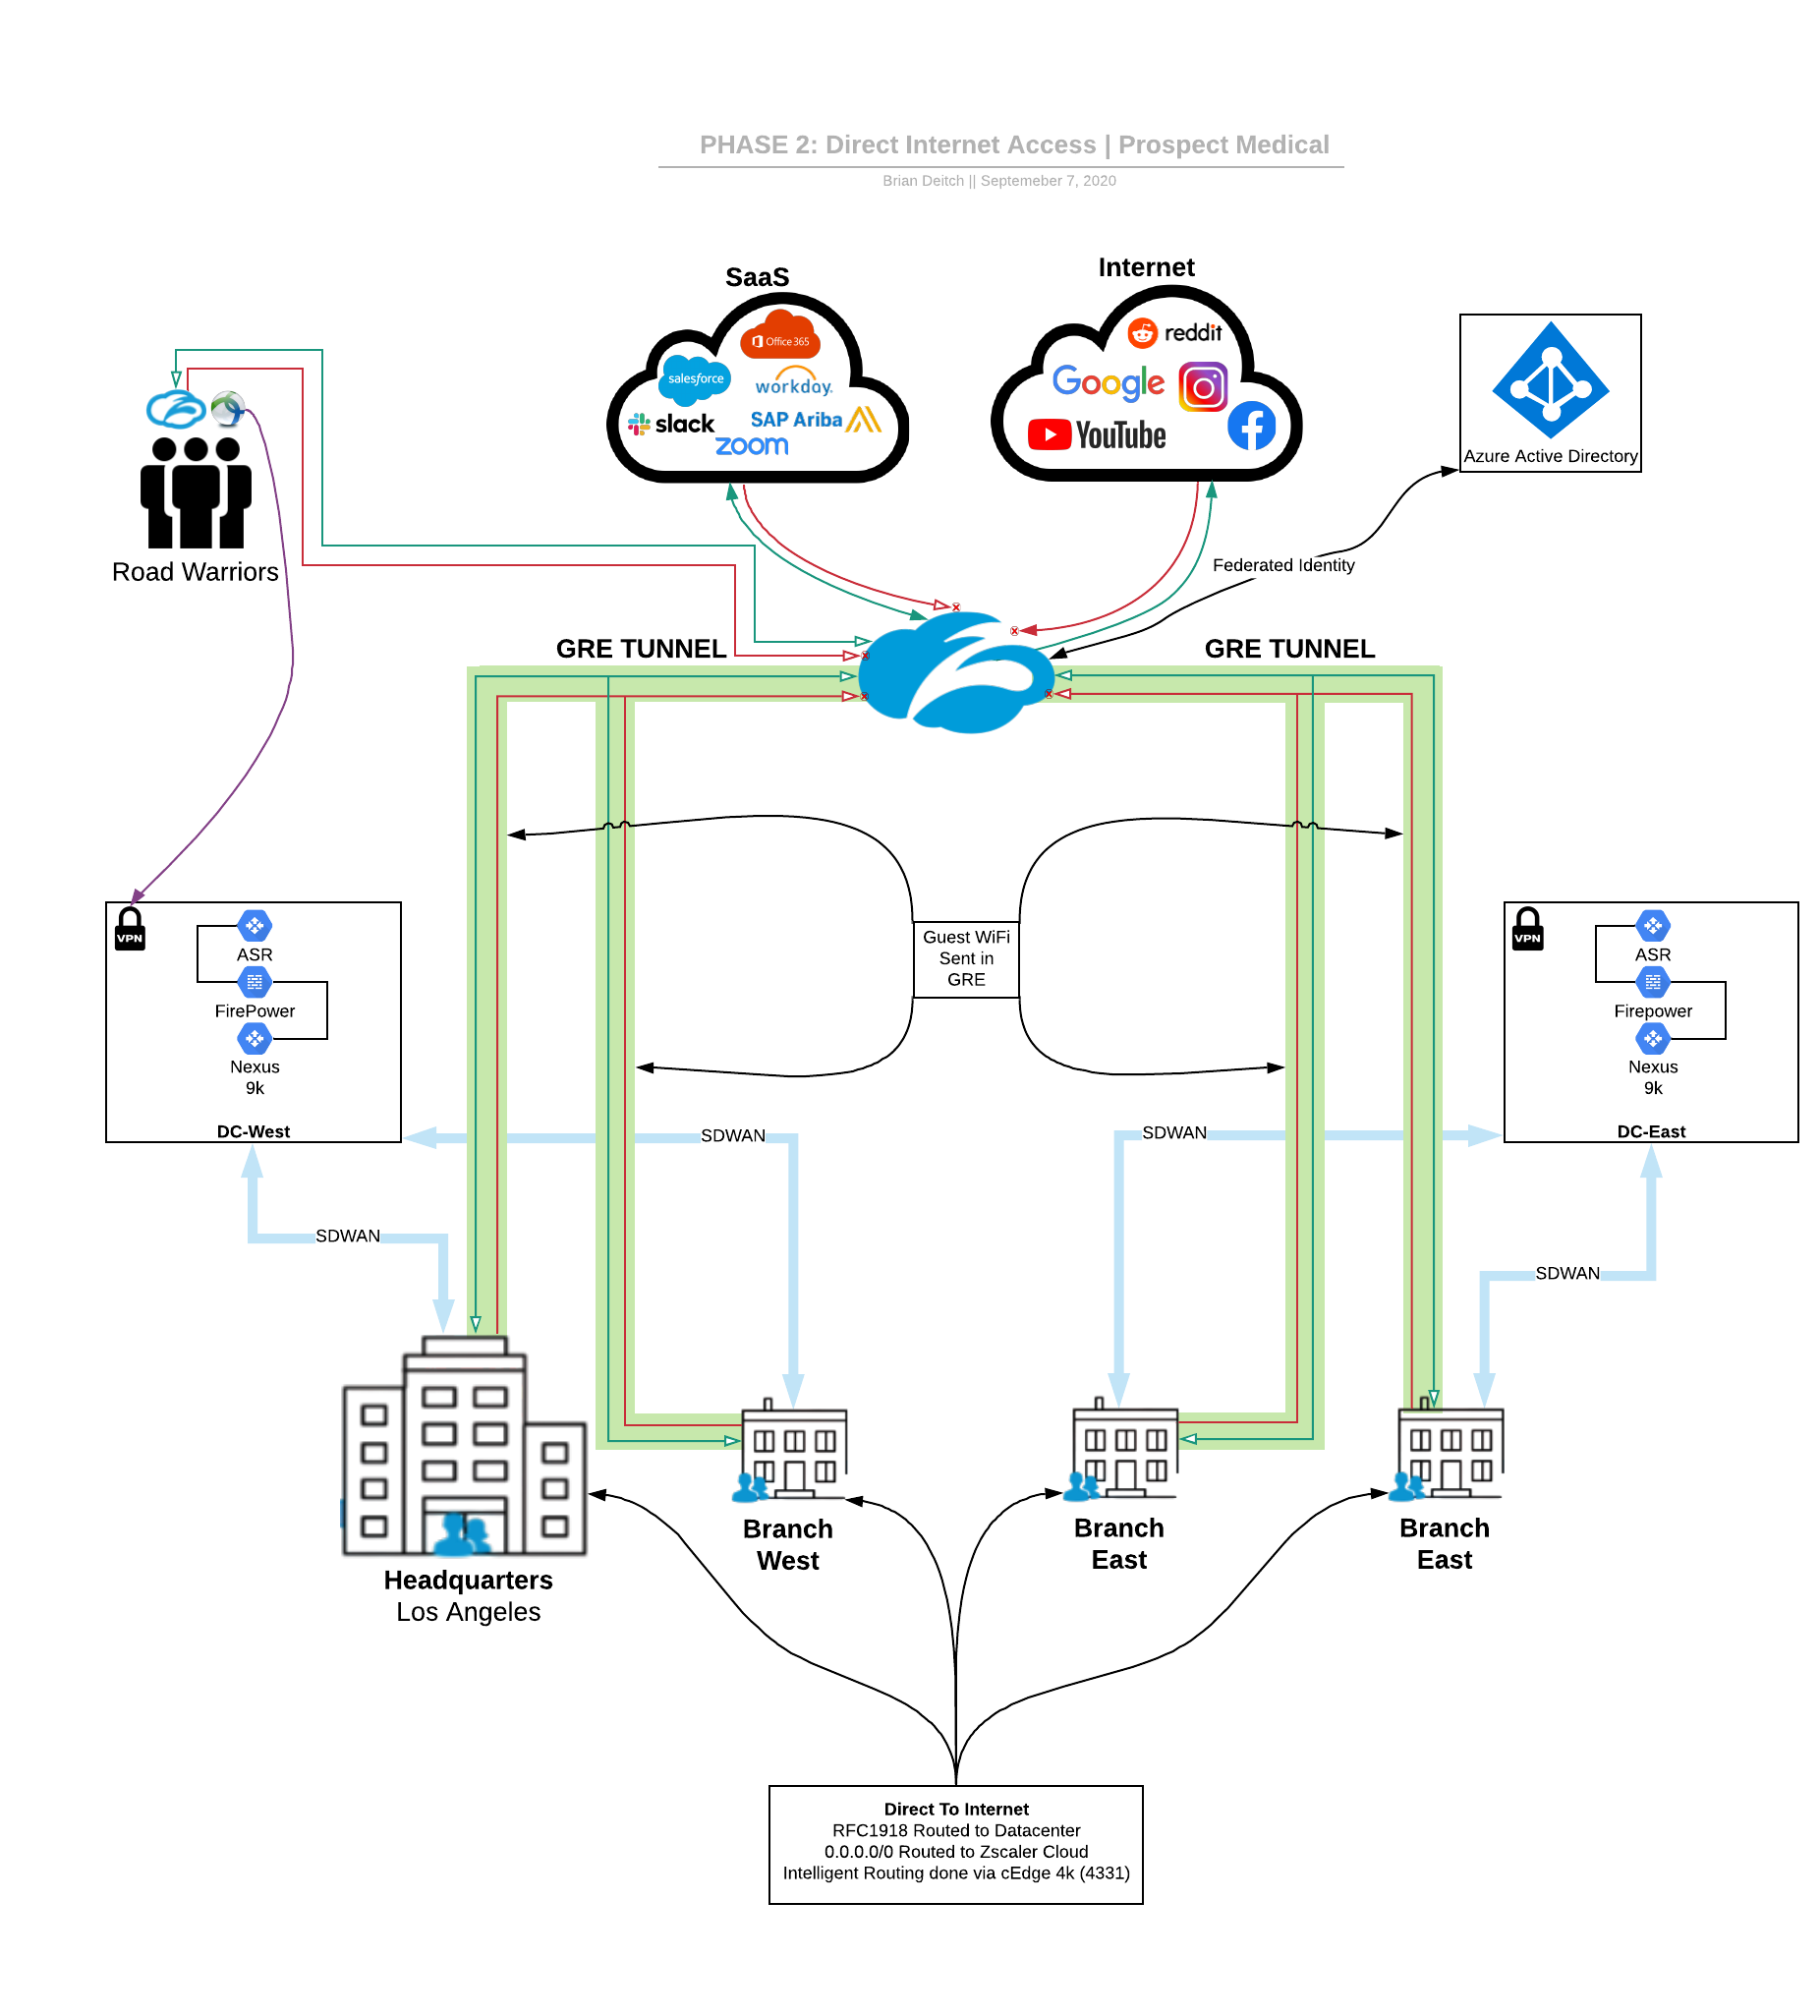 PHASE 2: Direct Internet Access | Prospect Medical
Brian Deitch || Septemeber 7, 2020
SaaS
Internet
Office 365
salesforce
workday.
slack
SAP Ariba
zoom
reddit
Google
YouTube
Azure Active Directory
Road Warriors
Federated Identity
GRE TUNNEL
GRE TUNNEL
VPN
ASR
FirePower
Nexus
9k
DC-West
Guest WiFi
Sent in
GRE
VPN
ASR
Firepower
Nexus
9k
DC-East
SDWAN
SDWAN
SDWAN
SDWAN
Headquarters
Los Angeles
Branch
West
Branch
East
Branch
East
Direct To Internet
RFC1918 Routed to Datacenter
0.0.0.0/0 Routed to Zscaler Cloud
Intelligent Routing done via cEdge 4k (4331)